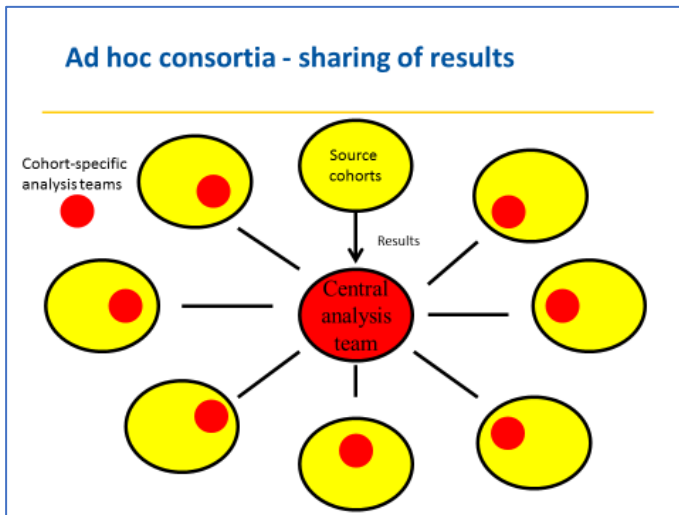 Ad hoc consortia - sharing of results
Cohort-specific
analysis teams
Source
cohorts
Results
Central
analysis
team